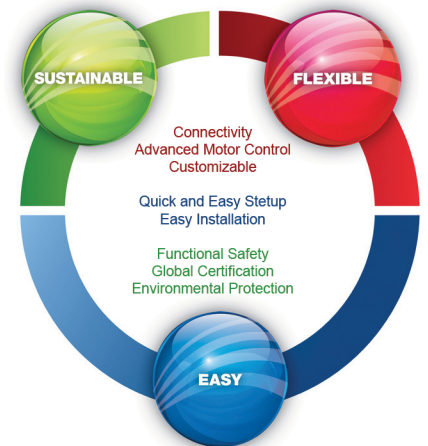 SUSTAINABLE
FLEXIBLE
Connectivity
Advanced Motor Control
Customizable
Quick and Easy Stetup
Easy Installation
Functional Safety
Global Certification
Environmental Protection
EASY